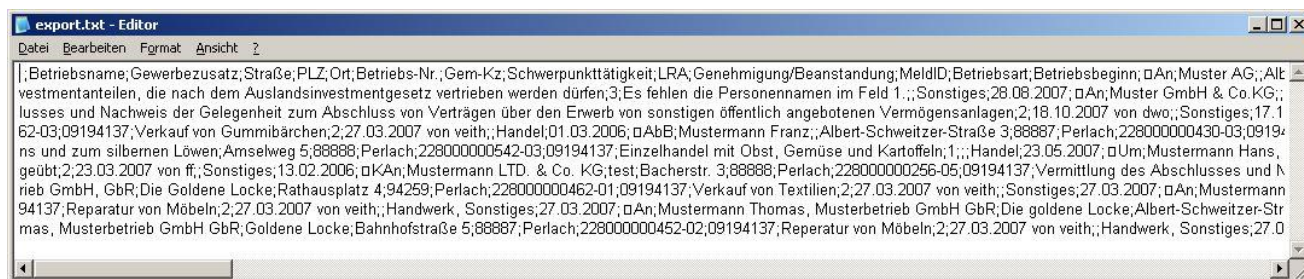 export.txt - Editor
Datei Bearbeiten Format Ansicht ?
;Betriebsname;Gewerbezusatz;Straße;PLZ;Ort;Betriebs-Nr.;Gem-Kz;Schwerpunkttätigkeit;LRA;Genehmigung/Beanstandung;MeldID;Betriebsart;Betriebsbeginn; □An;Muster AG;;Alb
vestmentanteilen, die nach dem Auslandsinvestmentgesetz vertrieben werden dürfen;3;Es fehlen die Personennamen im Feld 1.;;Sonstiges;28.08.2007; □An;Muster GmbH & Co.KG;;
lusses und Nachweis der Gelegenheit zum Abschluss von Verträgen über den Erwerb von sonstigen öffentlich angebotenen Vermögensanlagen;2;18.10.2007 von dwo;;Sonstiges;17.1
62-03;09194137;Verkauf von Gummibärchen;2;27.03.2007 von veith;;Handel;01.03.2006; □AbB;Mustermann Franz;;Albert-Schweitzer-Straße 3;88887;Perlach;228000000430-03;09194
ns und zum silbernen Löwen;Amselweg 5;88888;Perlach;228000000542-03;09194137;Einzelhandel mit Obst, Gemüse und Kartoffeln;1;;;Handel;23.05.2007; □Um;Mustermann Hans,
geübt;2;23.03.2007 von ff;;Sonstiges;13.02.2006; □KAn;Mustermann LTD. & Co. KG;test;Bacherstr. 3;88888;Perlach;228000000256-05;09194137;Vermittlung des Abschlusses und N
rieb GmbH, GbR;Die Goldene Locke;Rathausplatz 4;94259;Perlach;228000000462-01;09194137;Verkauf von Textilien;2;27.03.2007 von veith;;Sonstiges;27.03.2007; □An;Mustermann
94137;Reparatur von Möbeln;2;27.03.2007 von veith;;Handwerk, Sonstiges;27.03.2007; □An;Mustermann Thomas, Musterbetrieb GmbH GbR;Die goldene Locke;Albert-Schweitzer-Str
mas, Musterbetrieb GmbH GbR;Goldene Locke;Bahnhofstraße 5;88887;Perlach;228000000452-02;09194137;Reperatur von Möbeln;2;27.03.2007 von veith;;Handwerk, Sonstiges;27.0